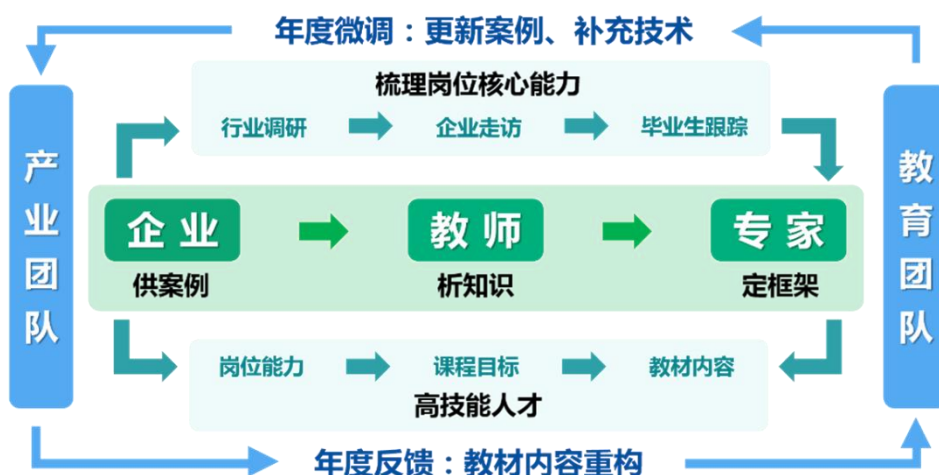 年度微调：更新案例、补充技术
梳理岗位核心能力
行业调研 企业走访 毕业生跟踪
产业团队
教育团队
企业 教师 专家
供案例 析知识 定框架
岗位能力 课程目标 教材内容
高技能人才
年度反馈：教材内容重构